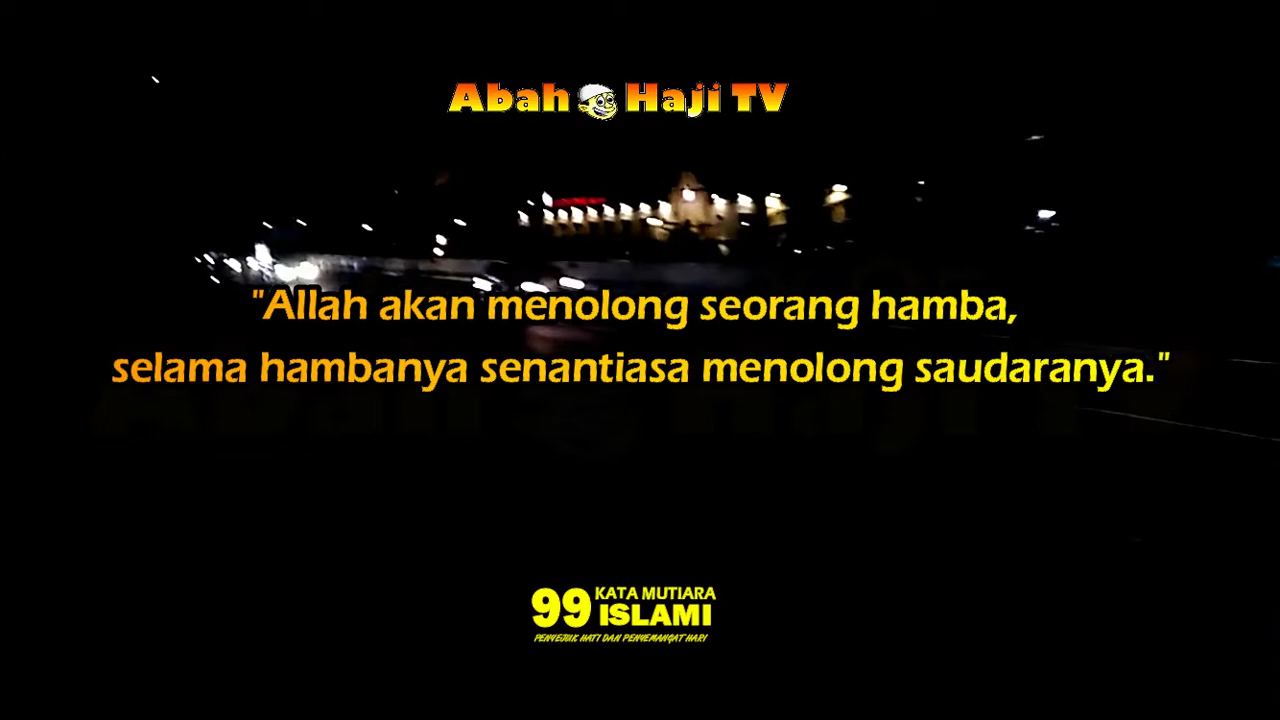 Abah Haji TV
"Allah akan menolong seorang hamba,
selama hambanya senantiasa menolong saudaranya."
99 KATA MUTIARA
ISLAMI
PENYEJUK HATI DAN PENYEMANGAT HARI